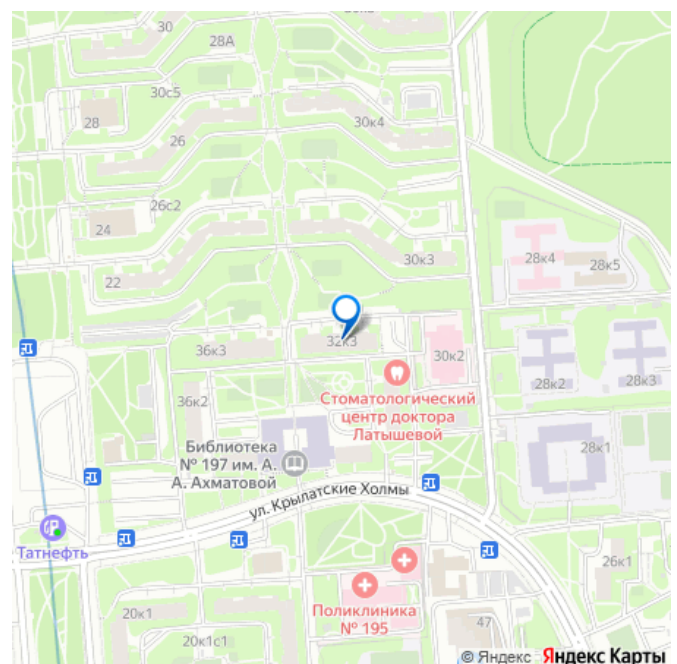 30
28А
30с5
28
30к4
26
26с2
24
30к3
28к4
28к5
22
32к3
36к3
30к2
28к2
28к3
36к2
Стоматологический
центр доктора
Латышевой
28к1
Библиотека
№ 197 им. А.
А. Ахматовой
ул. Крылатские Холмы
Татнефть
26к1
20к1
Поликлиника
№ 195
47
20к1с1
© Яндекс Яндекс Карты